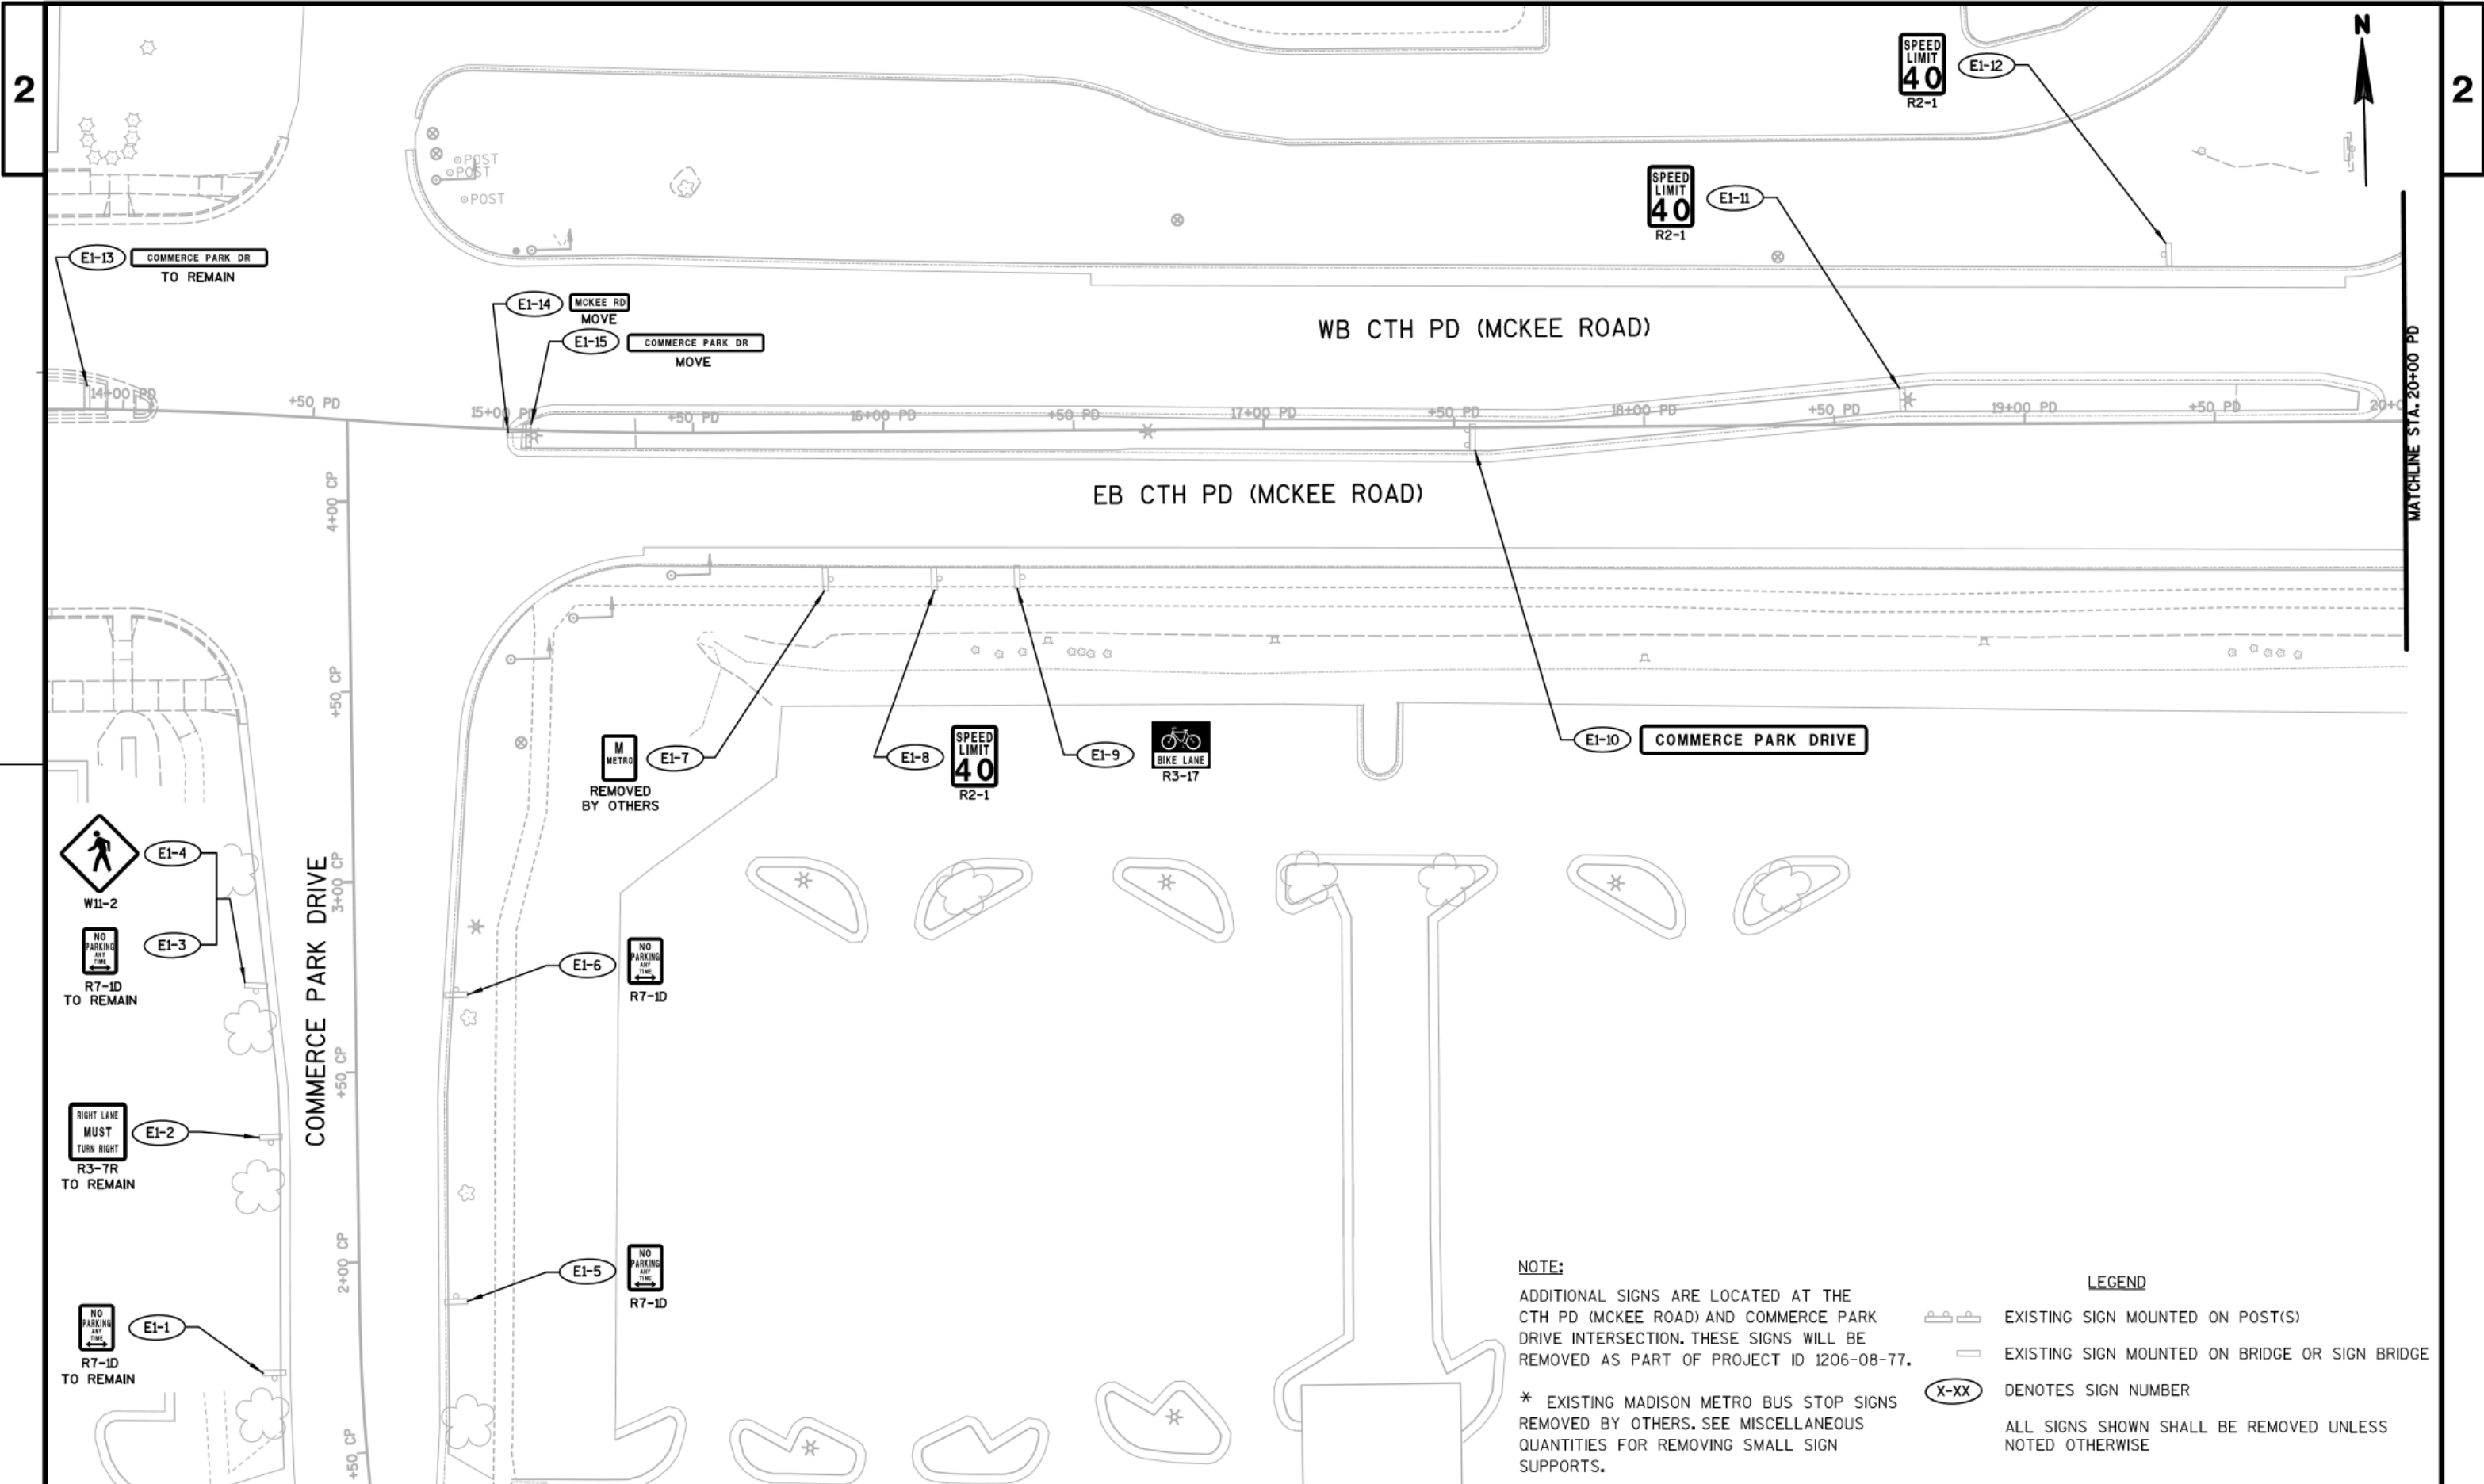 2
2
N
SPEED
LIMIT
40
R2-1
E1-12
SPEED
LIMIT
40
R2-1
E1-11
POST
POST
POST
E1-13
COMMERCE PARK DR
TO REMAIN
E1-14
MCKEE RD
MOVE
E1-15
COMMERCE PARK DR
MOVE
WB CTH PD (MCKEE ROAD)
MATCHLINE STA. 20+00 PD
14+00 PD
+50 PD
15+00 P
+50 PD
16+00 PD
+50 PD
17+00 PD
+50 PD
18+00 PD
+50 PD
19+00 PD
+50 PD
20+0
EB CTH PD (MCKEE ROAD)
4+00 CP
+50 CP
3+00 CP
+50 CP
2+00 CP
+50 CP
COMMERCE PARK DRIVE
M
METRO
E1-7
REMOVED
BY OTHERS
E1-8
SPEED
LIMIT
40
R2-1
E1-9
BIKE LANE
R3-17
E1-10
COMMERCE PARK DRIVE
E1-4
W11-2
NO
PARKING
ANY
TIME
E1-3
R7-1D
TO REMAIN
E1-6
NO
PARKING
ANY
TIME
R7-1D
RIGHT LANE
MUST
TURN RIGHT
E1-2
R3-7R
TO REMAIN
E1-5
NO
PARKING
ANY
TIME
R7-1D
NO
PARKING
ANY
TIME
E1-1
R7-1D
TO REMAIN
NOTE:
ADDITIONAL SIGNS ARE LOCATED AT THE
CTH PD (MCKEE ROAD) AND COMMERCE PARK
DRIVE INTERSECTION. THESE SIGNS WILL BE
REMOVED AS PART OF PROJECT ID 1206-08-77.
* EXISTING MADISON METRO BUS STOP SIGNS
REMOVED BY OTHERS. SEE MISCELLANEOUS
QUANTITIES FOR REMOVING SMALL SIGN
SUPPORTS.
LEGEND
EXISTING SIGN MOUNTED ON POST(S)
EXISTING SIGN MOUNTED ON BRIDGE OR SIGN BRIDGE
X-XX DENOTES SIGN NUMBER
ALL SIGNS SHOWN SHALL BE REMOVED UNLESS
NOTED OTHERWISE